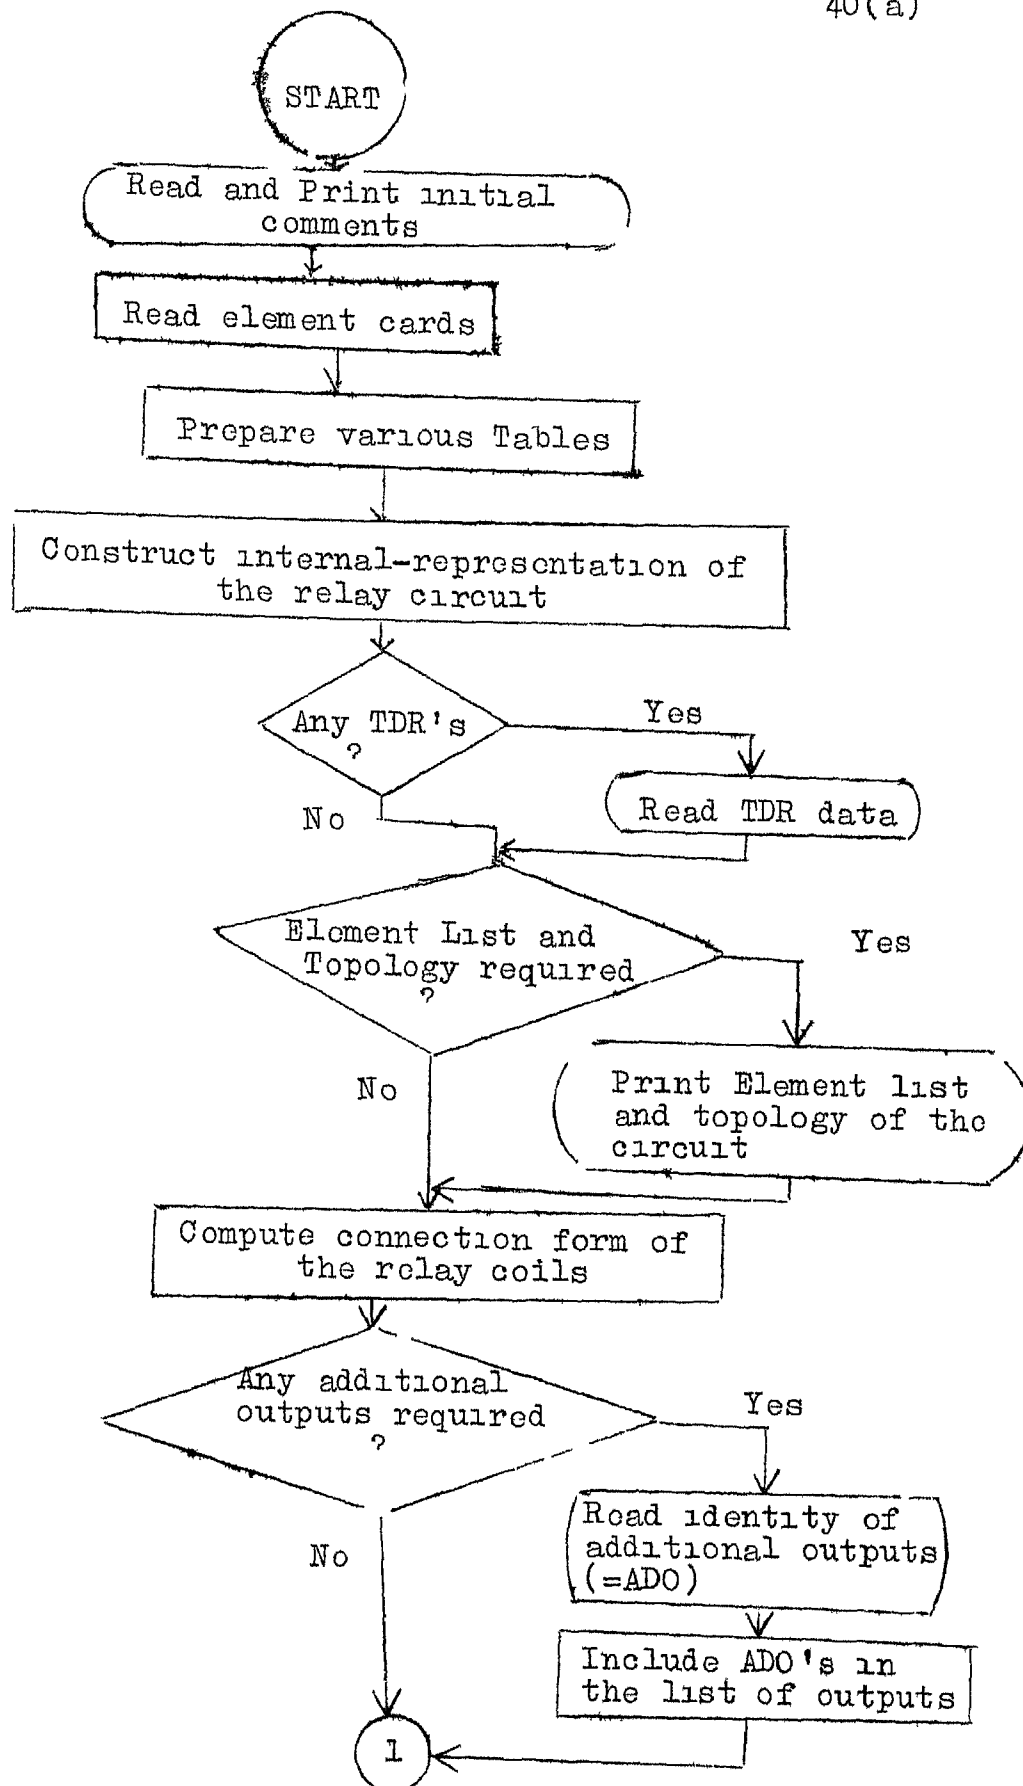 40(a)
START
Read and Print initial
comments
Read element cards
Prepare various Tables
Construct internal-representation of
the relay circuit
Any TDR's
?
Yes
No
Read TDR data
Element List and
Topology required
?
Yes
No
Print Element list
and topology of the
circuit
Compute connection form of
the relay coils
Any additional
outputs required
?
Yes
No
Read identity of
additional outputs
(=ADO)
Include ADO's in
the list of outputs
1